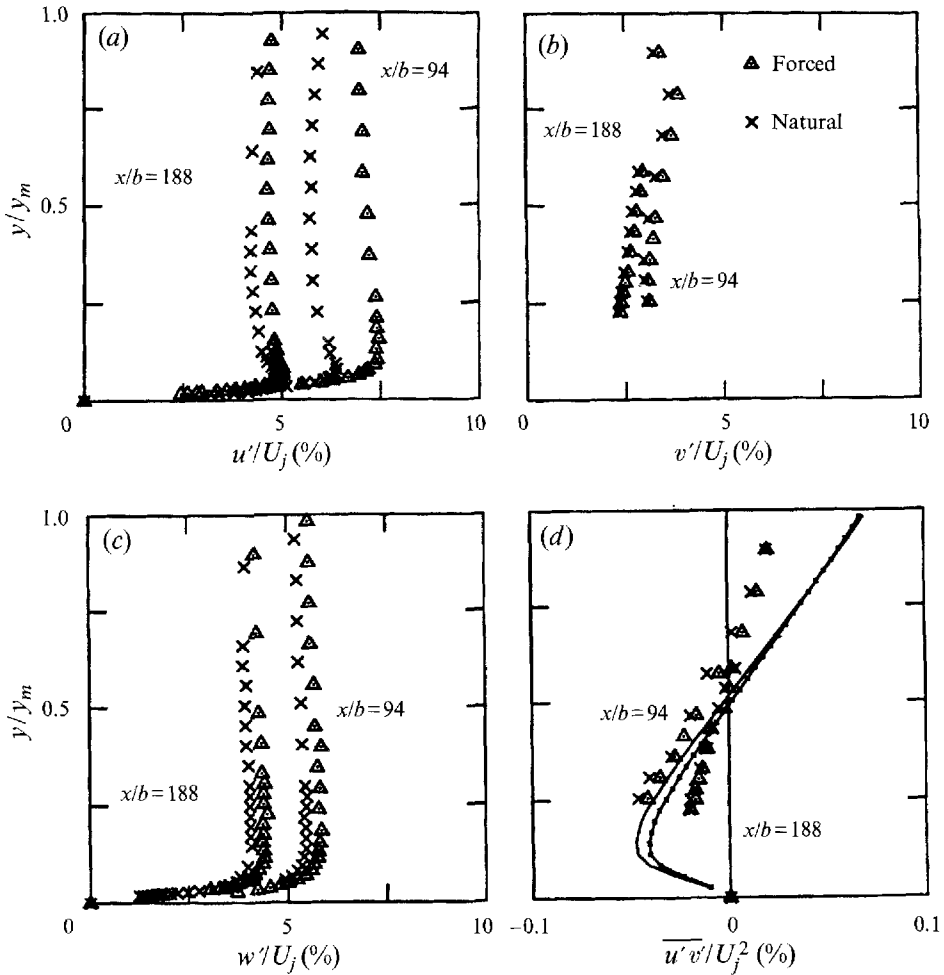 1.0
(a)
x/b = 94
x/b = 188
y/y_m
0.5
0
5
10
u′/U_j (%)
(b)
Forced
x/b = 188
Natural
x/b = 94
0
5
10
v′/U_j (%)
1.0
(c)
x/b = 94
y/y_m
0.5
x/b = 188
0
5
10
w′/U_j (%)
(d)
x/b = 94
x/b = 188
−0.1
0
0.1
u′v′/U_j² (%)